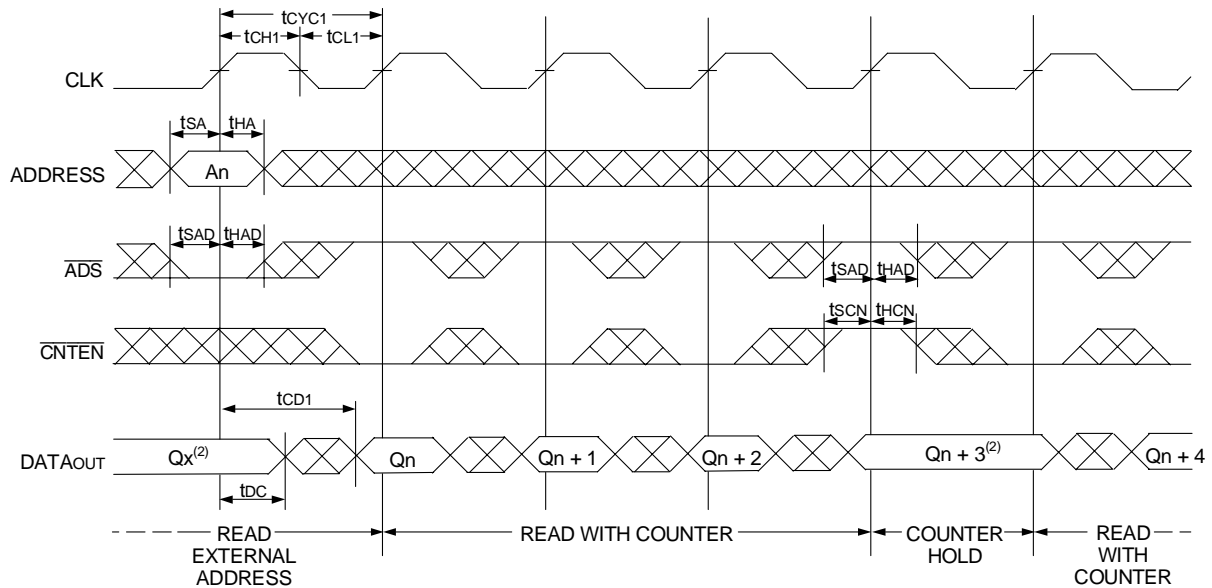 tCYC1
tCH1 tCL1
CLK
tSA tHA
ADDRESS An
tSAD tHAD
ADS
tSAD tHAD
tSCN tHCN
CNTEN
tCD1
DATAOUT Qx(2) Qn Qn + 1 Qn + 2 Qn + 3(2) Qn + 4
tDC
READ EXTERNAL ADDRESS
READ WITH COUNTER
COUNTER HOLD
READ WITH COUNTER